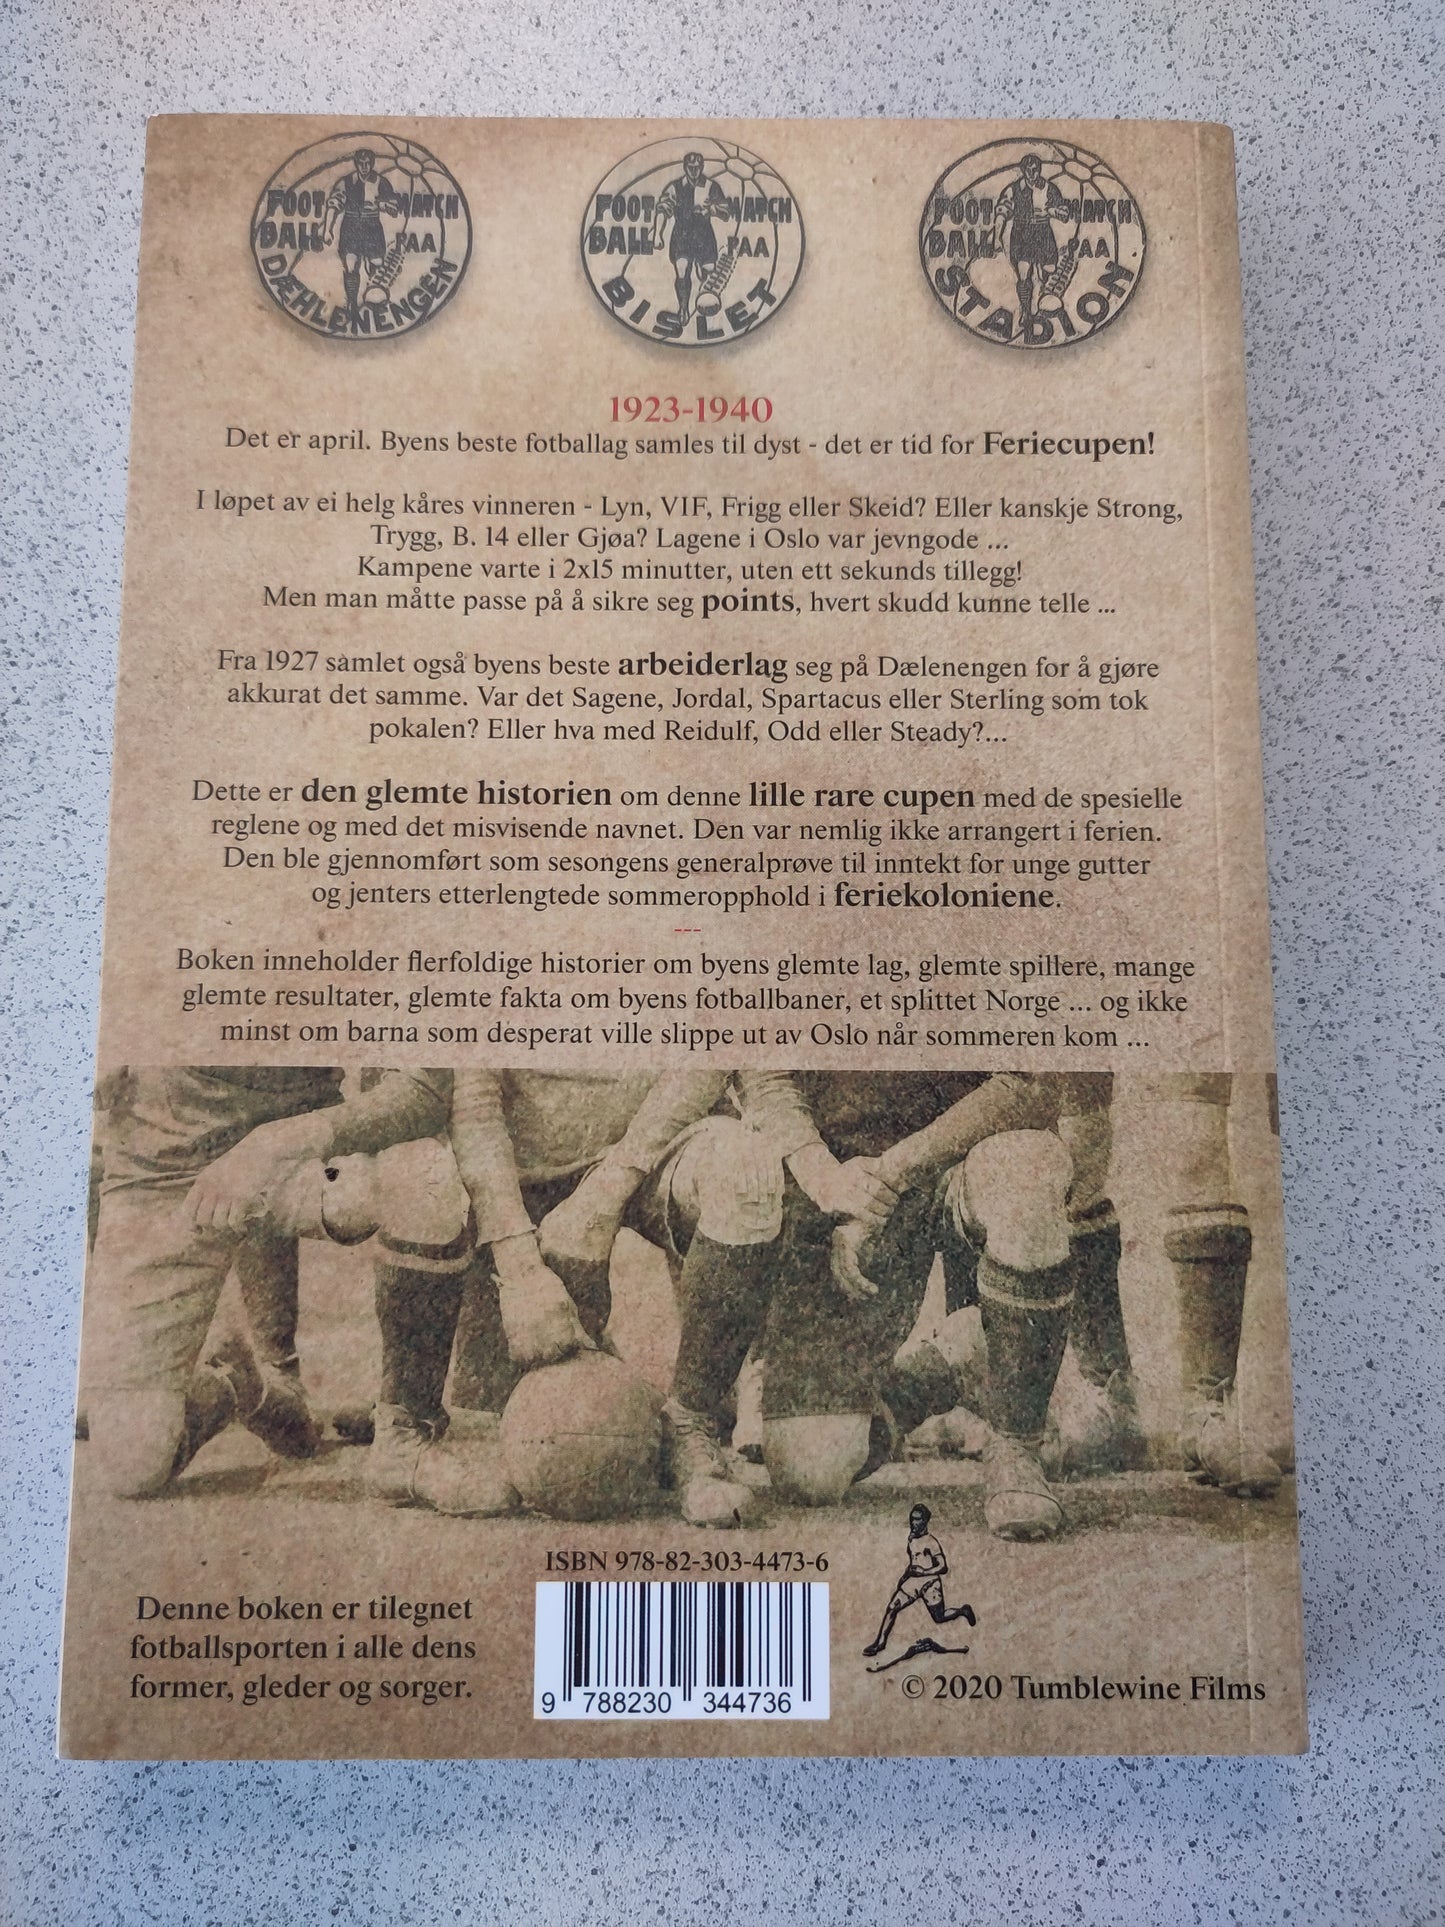 FOOT BALL MATCH PAA DÆHLENENGEN
FOOT BALL MATCH PAA BISLET
FOOT BALL MATCH PAA STADION
1923-1940
Det er april. Byens beste fotballag samles til dyst - det er tid for Feriecupen!
I løpet av ei helg kåres vinneren - Lyn, VIF, Frigg eller Skeid? Eller kanskje Strong,
Trygg, B. 14 eller Gjøa? Lagene i Oslo var jevngode ...
Kampene varte i 2x15 minutter, uten ett sekunds tillegg!
Men man måtte passe på å sikre seg points, hvert skudd kunne telle ...
Fra 1927 samlet også byens beste arbeiderlag seg på Dælenengen for å gjøre
akkurat det samme. Var det Sagene, Jordal, Spartacus eller Sterling som tok
pokalen? Eller hva med Reidulf, Odd eller Steady?...
Dette er den glemte historien om denne lille rare cupen med de spesielle
reglene og med det misvisende navnet. Den var nemlig ikke arrangert i ferien.
Den ble gjennomført som sesongens generalprøve til inntekt for unge gutter
og jenters etterlengtede sommeropphold i feriekoloniene.
---
Boken inneholder flerfoldige historier om byens glemte lag, glemte spillere, mange
glemte resultater, glemte fakta om byens fotballbaner, et splittet Norge ... og ikke
minst om barna som desperat ville slippe ut av Oslo når sommeren kom ...
ISBN 978-82-303-4473-6
9 788230 344736
Denne boken er tilegnet
fotballsporten i alle dens
former, gleder og sorger.
© 2020 Tumblewine Films